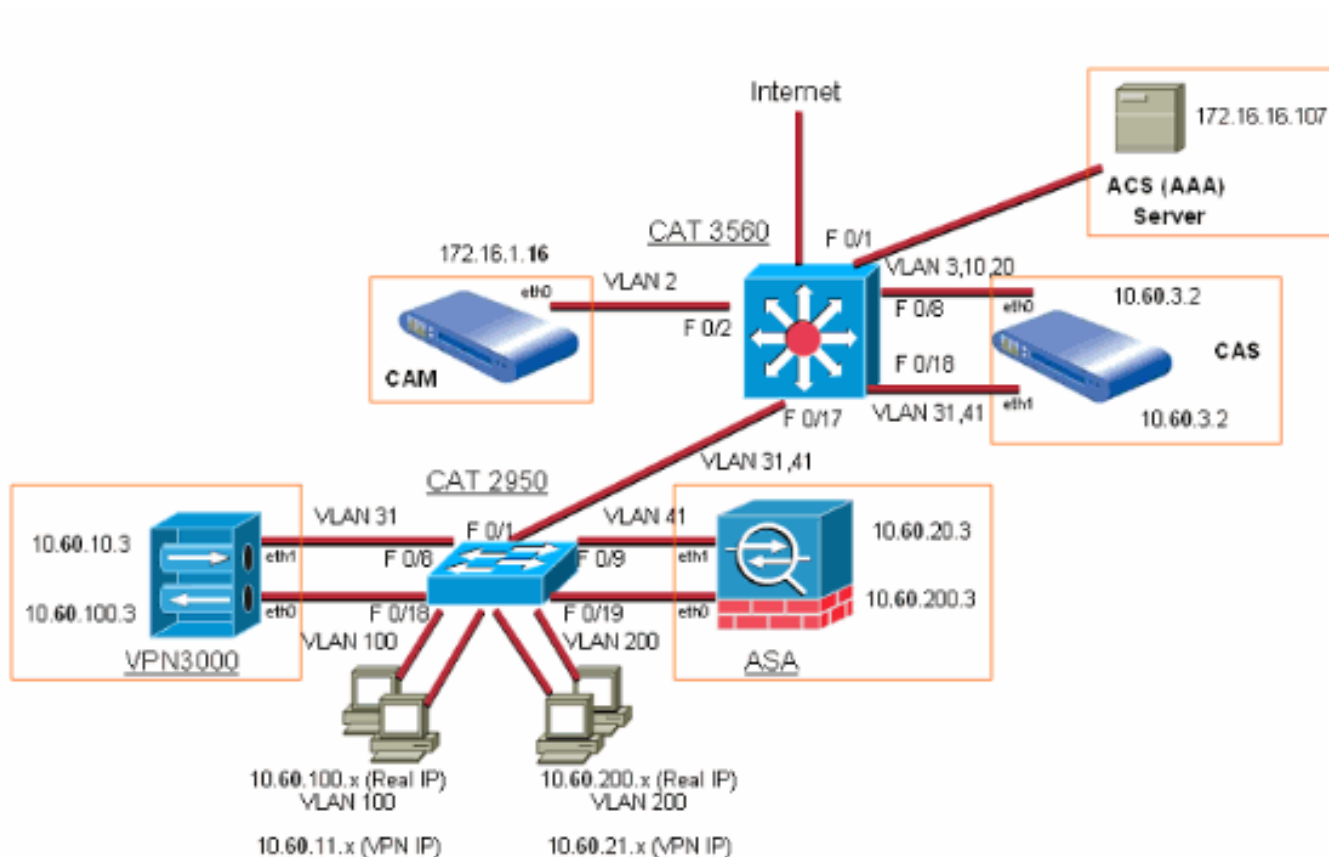 Internet
172.16.16.107
ACS (AAA)
Server
CAT 3560
F 0/1
172.16.1.16
VLAN 3,10,20
eth0
VLAN 2
F 0/2
F 0/8
eth0
10.60.3.2
CAM
CAS
F 0/18
F 0/17
VLAN 31,41
eth1
10.60.3.2
VLAN 31,41
CAT 2950
VLAN 31
F 0/1
VLAN 41
10.60.10.3
eth1
F 0/8
F 0/9
eth1
10.60.20.3
10.60.100.3
eth0
F 0/18
F 0/19
eth0
10.60.200.3
VLAN 100
VLAN 200
VPN3000
ASA
10.60.100.x (Real IP)
VLAN 100
10.60.200.x (Real IP)
VLAN 200
10.60.11.x (VPN IP)
10.60.21.x (VPN IP)